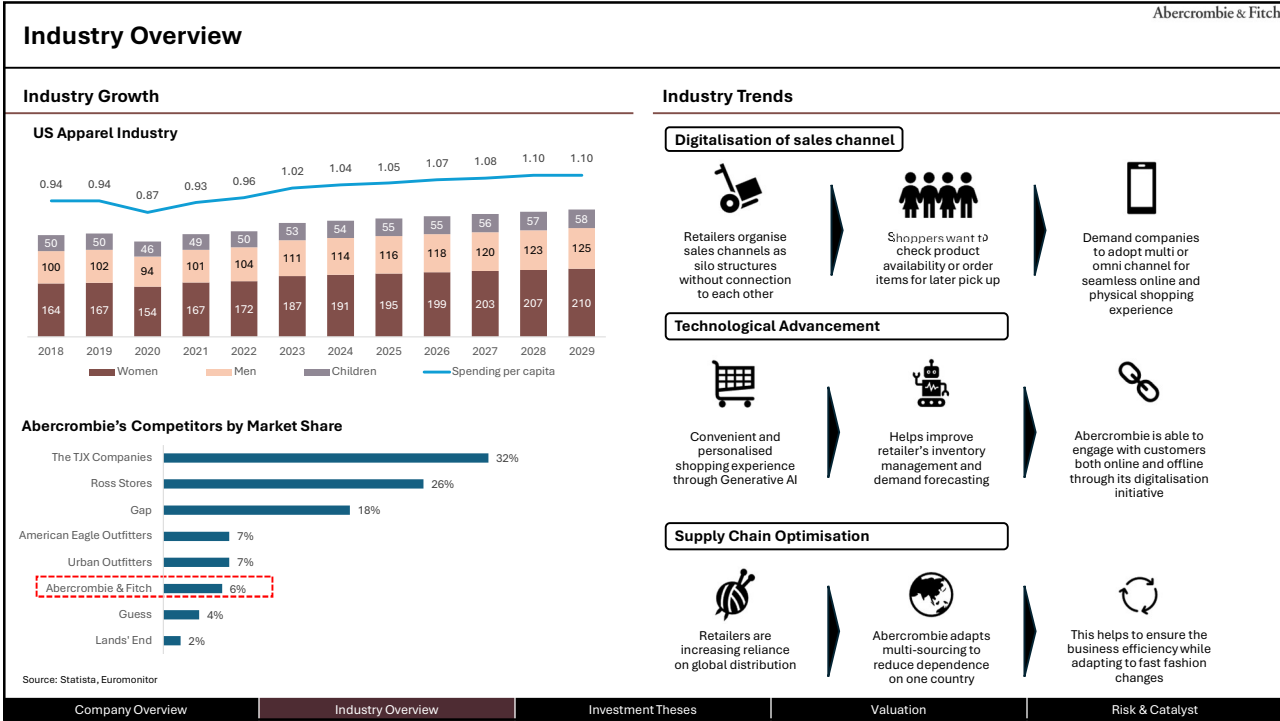 Abercrombie & Fitch
Industry Overview
Industry Growth
US Apparel Industry
0.94 0.94 0.87 0.93 0.96 1.02 1.04 1.05 1.07 1.08 1.10 1.10
50 50 46 49 50 53 54 55 55 56 57 58
100 102 94 101 104 111 114 116 118 120 123 125
164 167 154 167 172 187 191 195 199 203 207 210
2018 2019 2020 2021 2022 2023 2024 2025 2026 2027 2028 2029
Women Men Children Spending per capita
Abercrombie's Competitors by Market Share
The TJX Companies 32%
Ross Stores 26%
Gap 18%
American Eagle Outfitters 7%
Urban Outfitters 7%
Abercrombie & Fitch 6%
Guess 4%
Lands' End 2%
Source: Statista, Euromonitor
Industry Trends
Digitalisation of sales channel
Retailers organise
sales channels as
silo structures
without connection
to each other
Shoppers want to
check product
availability or order
items for later pick up
Demand companies
to adopt multi or
omni channel for
seamless online and
physical shopping
experience
Technological Advancement
Convenient and
personalised
shopping experience
through Generative AI
Helps improve
retailer's inventory
management and
demand forecasting
Abercrombie is able to
engage with customers
both online and offline
through its digitalisation
initiative
Supply Chain Optimisation
Retailers are
increasing reliance
on global distribution
Abercrombie adapts
multi-sourcing to
reduce dependence
on one country
This helps to ensure the
business efficiency while
adapting to fast fashion
changes
Company Overview Industry Overview Investment Theses Valuation Risk & Catalyst